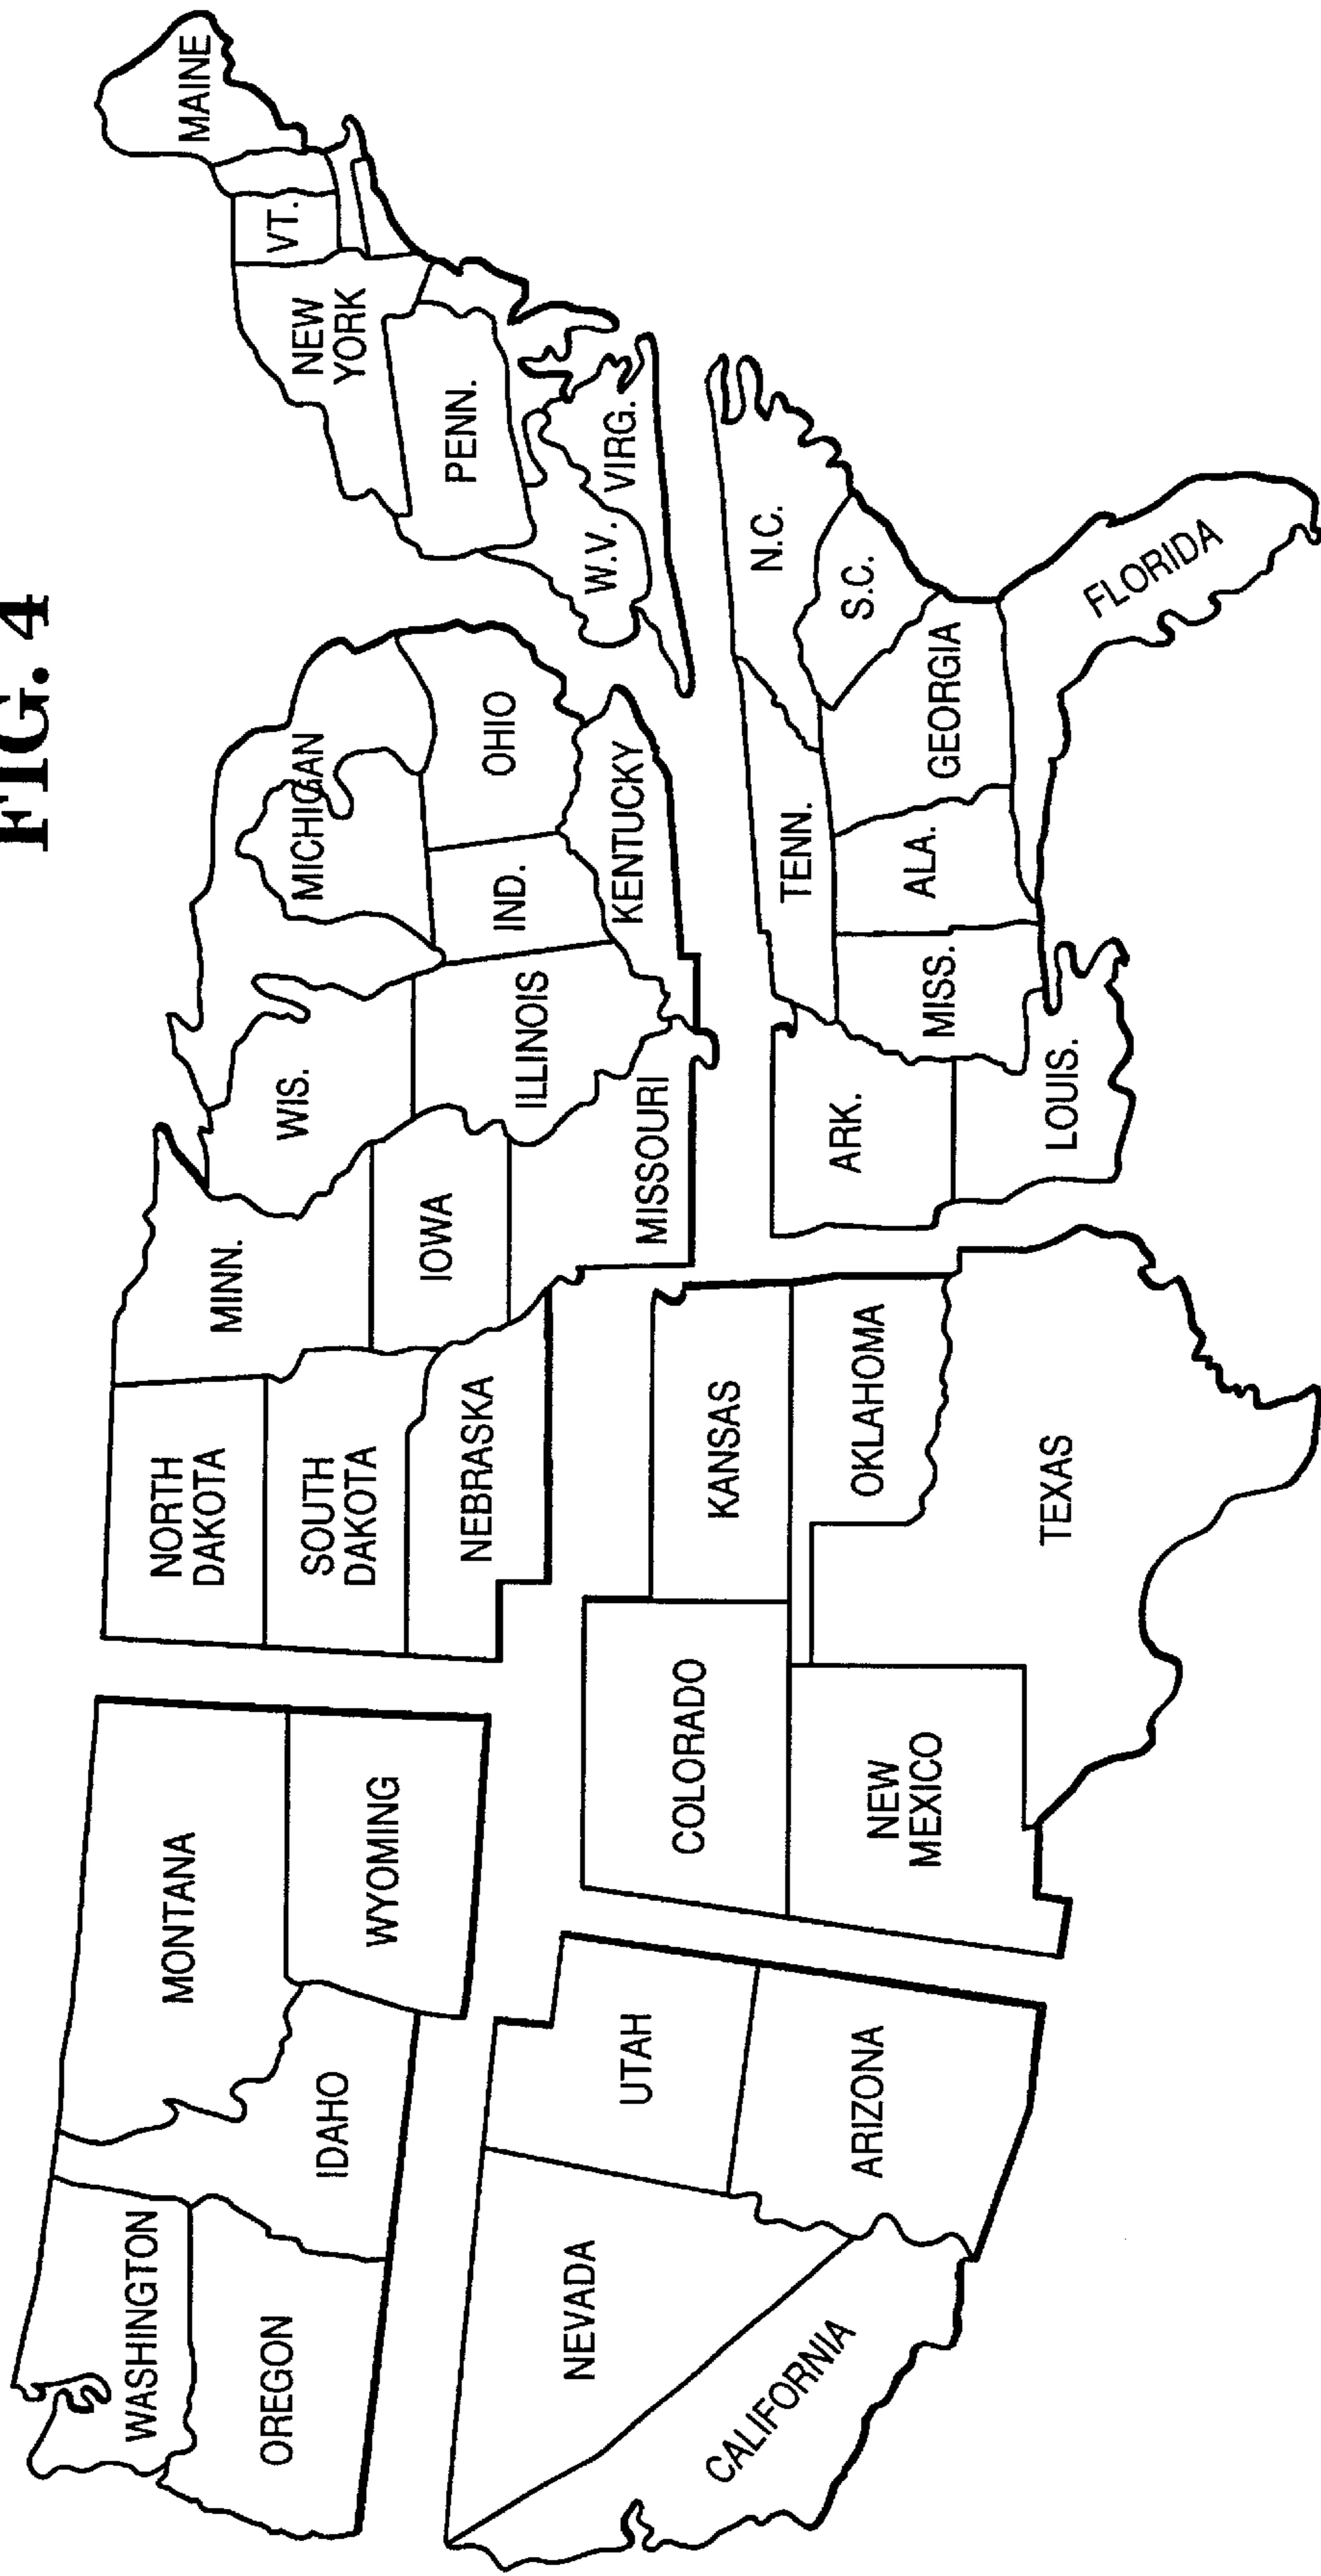 FIG. 4
WASHINGTON
OREGON
IDAHO
MONTANA
WYOMING
NEVADA
CALIFORNIA
UTAH
ARIZONA
COLORADO
NEW
MEXICO
KANSAS
OKLAHOMA
TEXAS
NORTH
DAKOTA
SOUTH
DAKOTA
NEBRASKA
MINN.
IOWA
MISSOURI
WIS.
ILLINOIS
MICHIGAN
IND.
OHIO
KENTUCKY
ARK.
LOUIS.
MISS.
TENN.
ALA.
GEORGIA
N.C.
S.C.
FLORIDA
MAINE
VT.
NEW
YORK
PENN.
W.V.
VIRG.